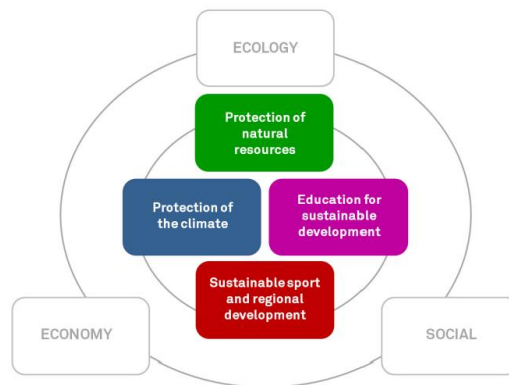 ECOLOGY
Protection of
natural
resources
Protection of
the climate
Education for
sustainable
development
Sustainable sport
and regional
development
ECONOMY
SOCIAL